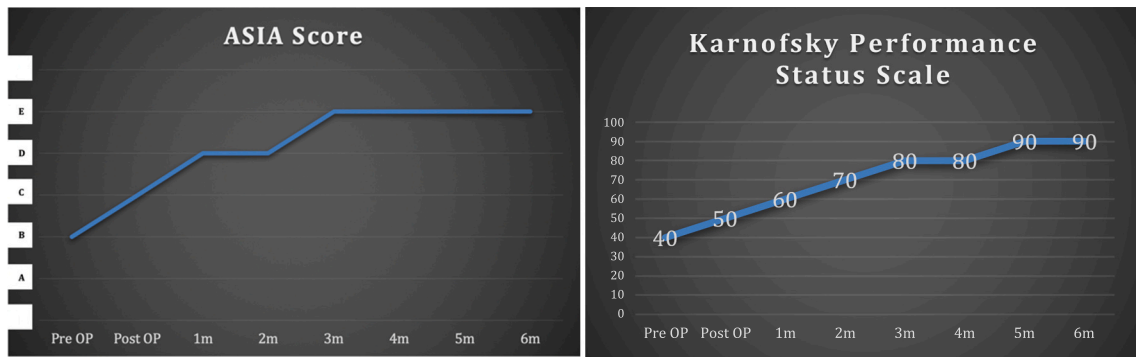 ASIA Score
E
D
C
B
A
Pre OP Post OP 1m 2m 3m 4m 5m 6m
Karnofsky Performance
Status Scale
100
90
80
70
60
50
40
30
20
10
0
40 50 60 70 80 80 90 90
Pre OP Post OP 1m 2m 3m 4m 5m 6m